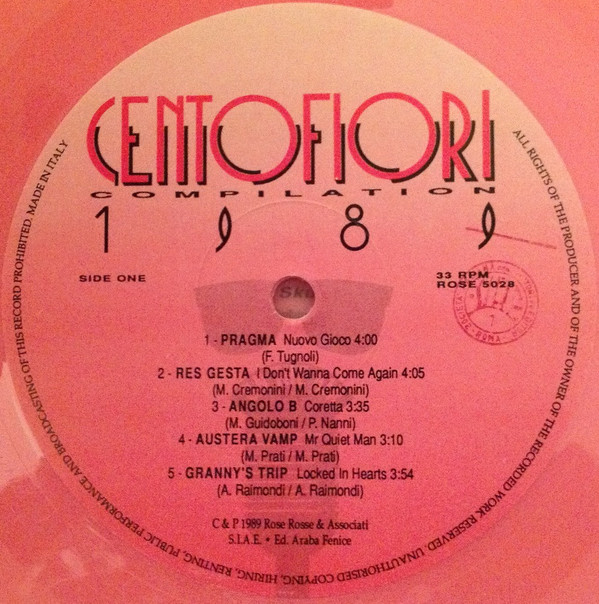 CENTOFIORI
COMPILATION
1989
SIDE ONE
33 RPM
ROSE 5028
1 - PRAGMA Nuovo Gioco 4:00
(F. Tugnoli)
2 - RES GESTA I Don't Wanna Come Again 4:05
(M. Cremonini / M. Cremonini)
3 - ANGOLO B Coretta 3:35
(M. Guidoboni / P. Nanni)
4 - AUSTERA VAMP Mr Quiet Man 3:10
(M. Prati / M. Prati)
5 - GRANNY'S TRIP Locked In Hearts 3:54
(A. Raimondi / A. Raimondi)
C & P 1989 Rose Rosse & Associati
S.I.A.E. • Ed. Araba Fenice
ALL RIGHTS OF THE PRODUCER AND OF THE OWNER OF THE RECORDED WORK RESERVED. UNAUTHORISED COPYING, HIRING, RENTING, PUBLIC PERFORMANCE AND BROADCASTING OF THIS RECORD PROHIBITED. MADE IN ITALY
ROMA